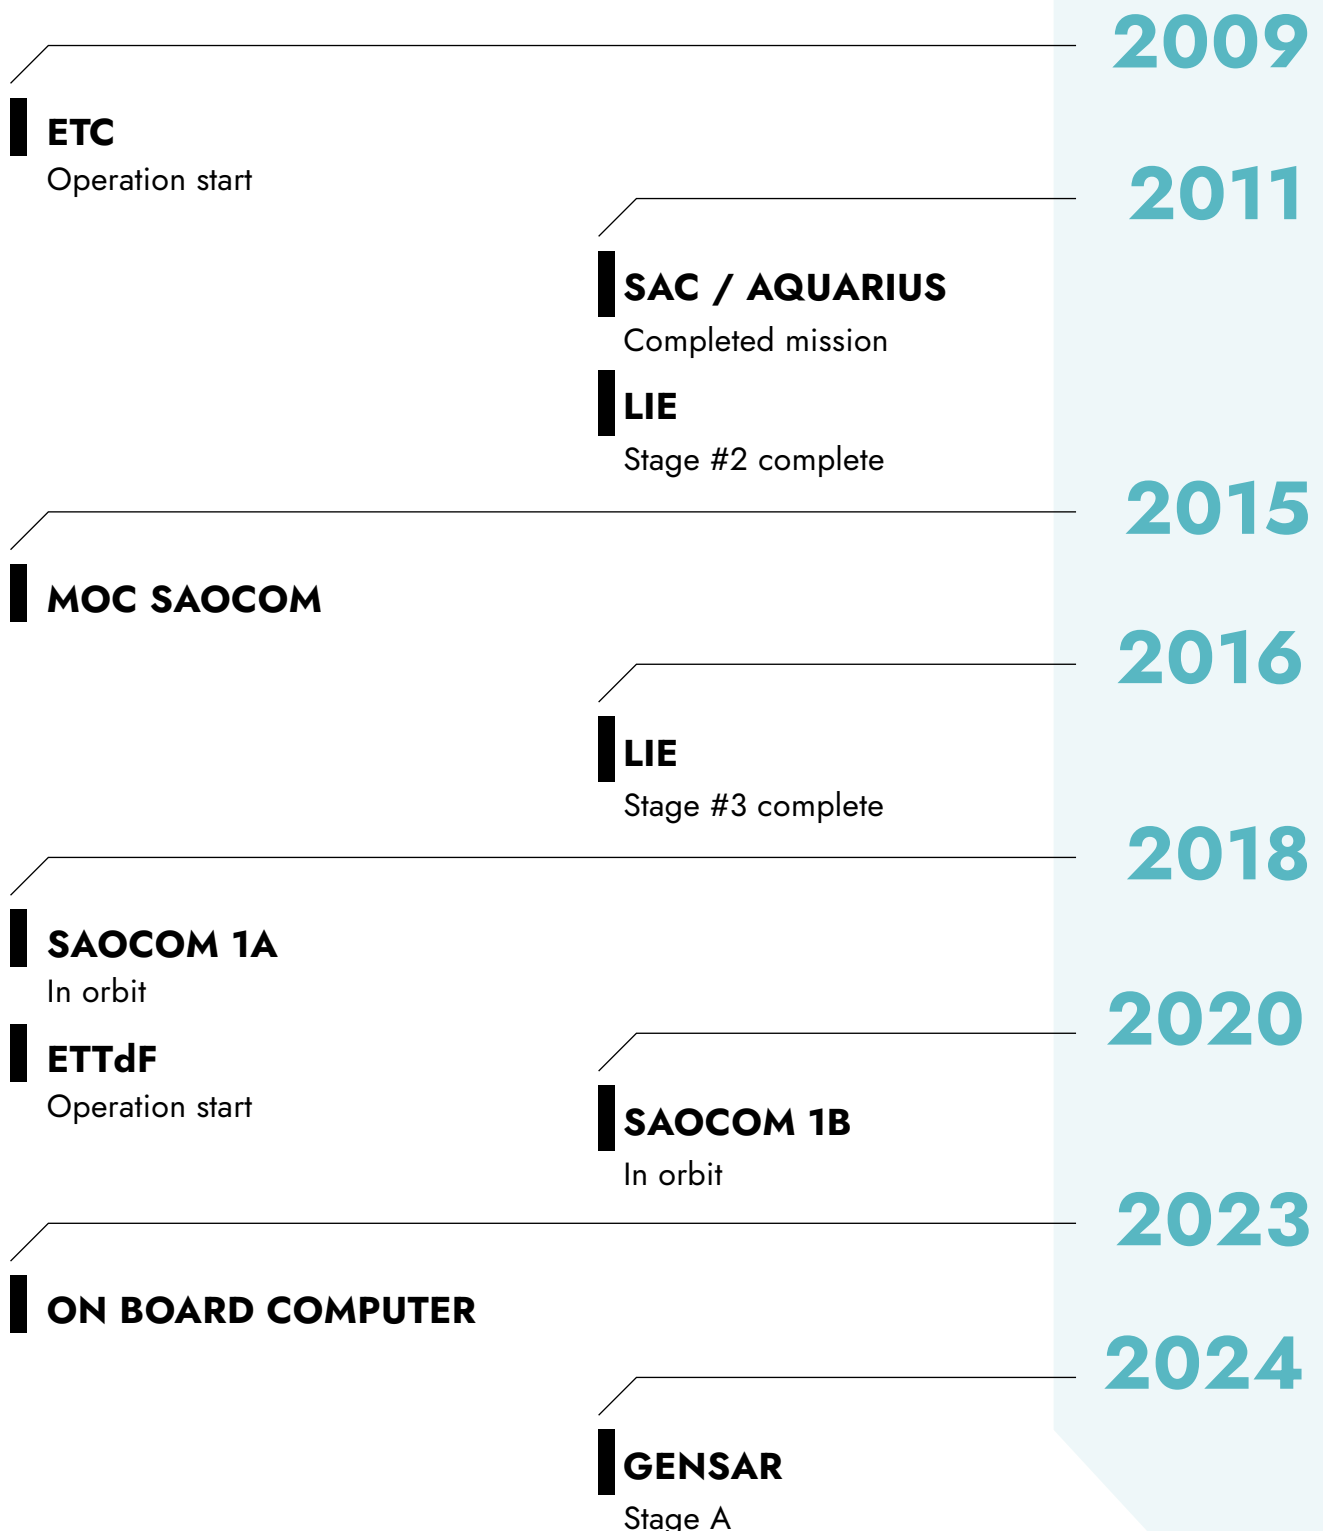 2009
ETC
Operation start
2011
SAC / AQUARIUS
Completed mission
LIE
Stage #2 complete
2015
MOC SAOCOM
2016
LIE
Stage #3 complete
2018
SAOCOM 1A
In orbit
ETTdF
Operation start
2020
SAOCOM 1B
In orbit
2023
ON BOARD COMPUTER
2024
GENSAR
Stage A